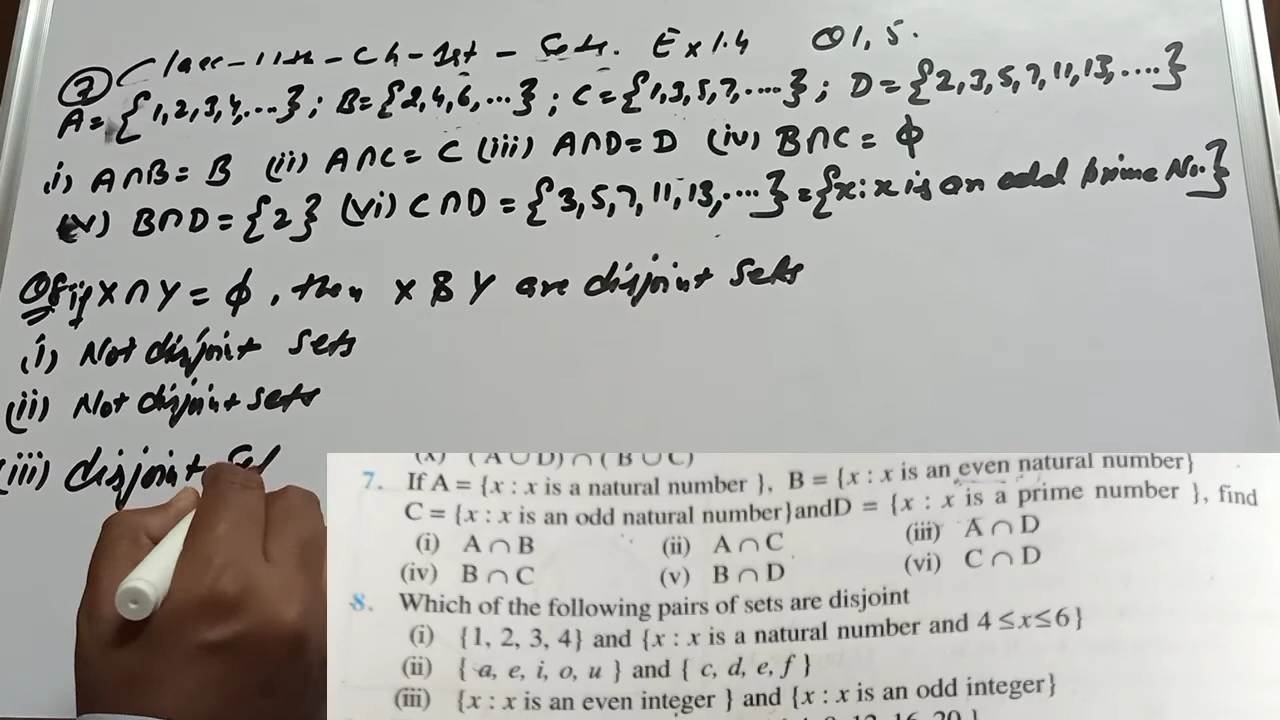 Class-11th-Ch-1st-Sets. Ex 1.4 Q1,5.
⑦
A={1,2,3,4,...}; B={2,4,6,...}; C={1,3,5,7,....}; D={2,3,5,7,11,13,....}
(i) A∩B=B (ii) A∩C=C (iii) A∩D=D (iv) B∩C=ϕ
(v) B∩D={2} (vi) C∩D={3,5,7,11,13,...}={x:x is an odd prime No.}
Q8 if X∩Y=ϕ, then X & Y are disjoint sets
(i) Not disjoint sets
(ii) Not disjoint sets
(iii) disjoint set
(x) (A∪D)∩(B∪C)
7. If A = {x : x is a natural number }, B = {x : x is an even natural number}
C = {x : x is an odd natural number}andD = {x : x is a prime number }, find
(i) A∩B (ii) A∩C (iii) A∩D
(iv) B∩C (v) B∩D (vi) C∩D
8. Which of the following pairs of sets are disjoint
(i) {1, 2, 3, 4} and {x : x is a natural number and 4 ≤ x ≤ 6}
(ii) { a, e, i, o, u } and { c, d, e, f }
(iii) {x : x is an even integer } and {x : x is an odd integer}